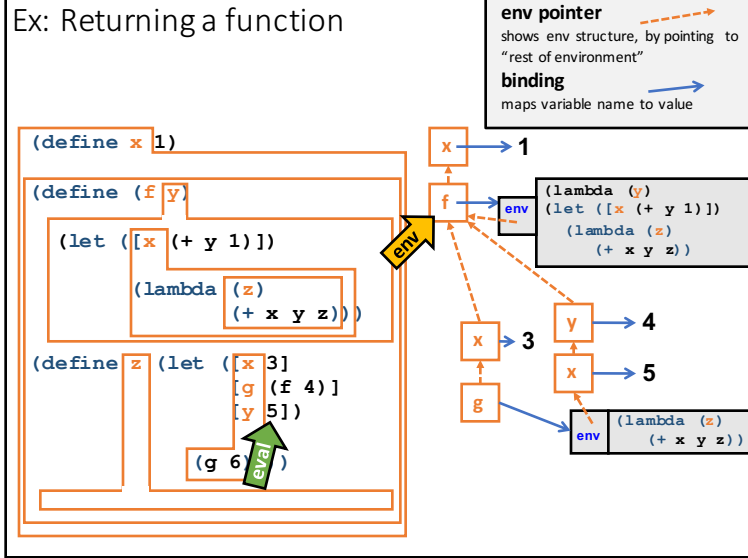 Ex: Returning a function
env pointer
shows env structure, by pointing to
“rest of environment”
binding
maps variable name to value
(define x 1)
(define (f y)
(let ([x (+ y 1)])
(lambda (z)
(+ x y z)))
(define z (let ([x 3]
[g (f 4)]
[y 5])
(g 6) ))
eval
x
1
f
env
env
(lambda (y)
(let ([x (+ y 1)])
(lambda (z)
(+ x y z))
x
3
g
y
4
x
5
env
(lambda (z)
(+ x y z))